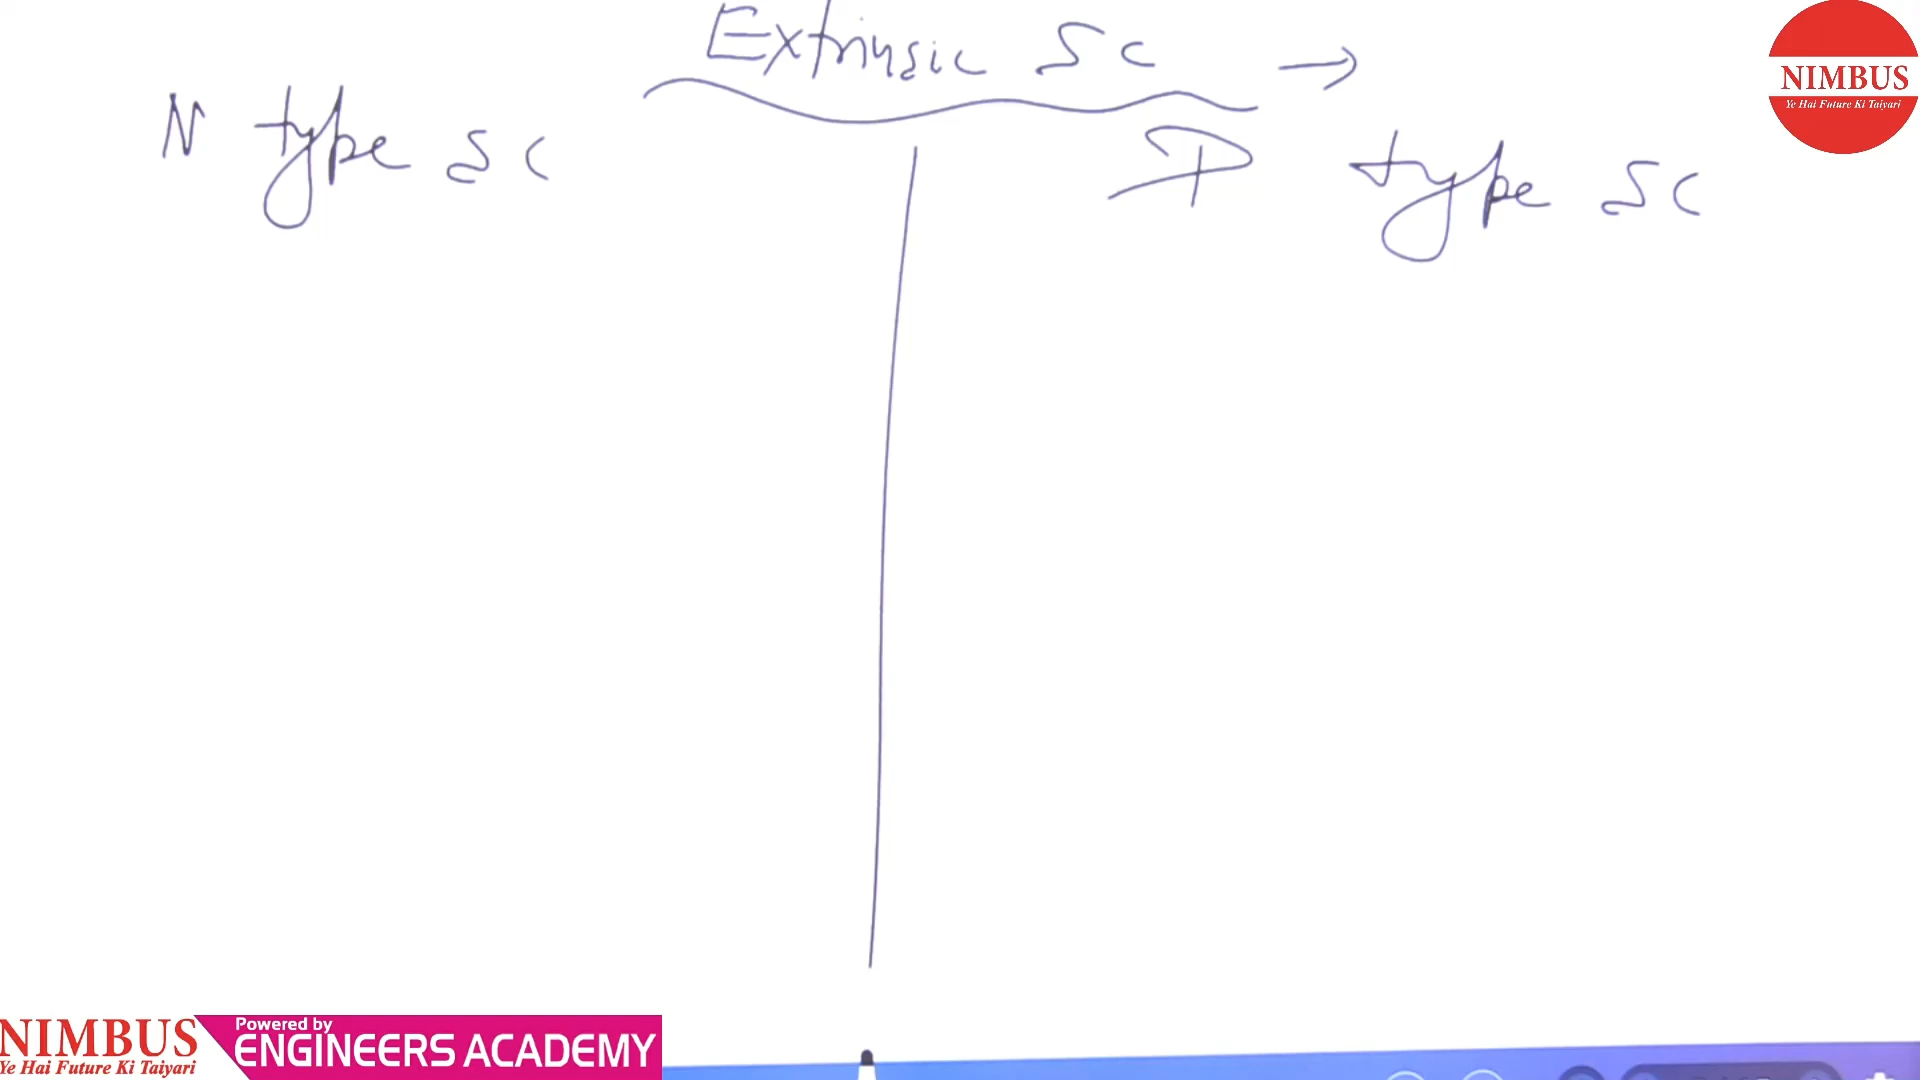 Extrinsic SC →
N type SC
P type SC
NIMBUS
Ye Hai Future Ki Taiyari
NIMBUS
Ye Hai Future Ki Taiyari
Powered by
ENGINEERS ACADEMY